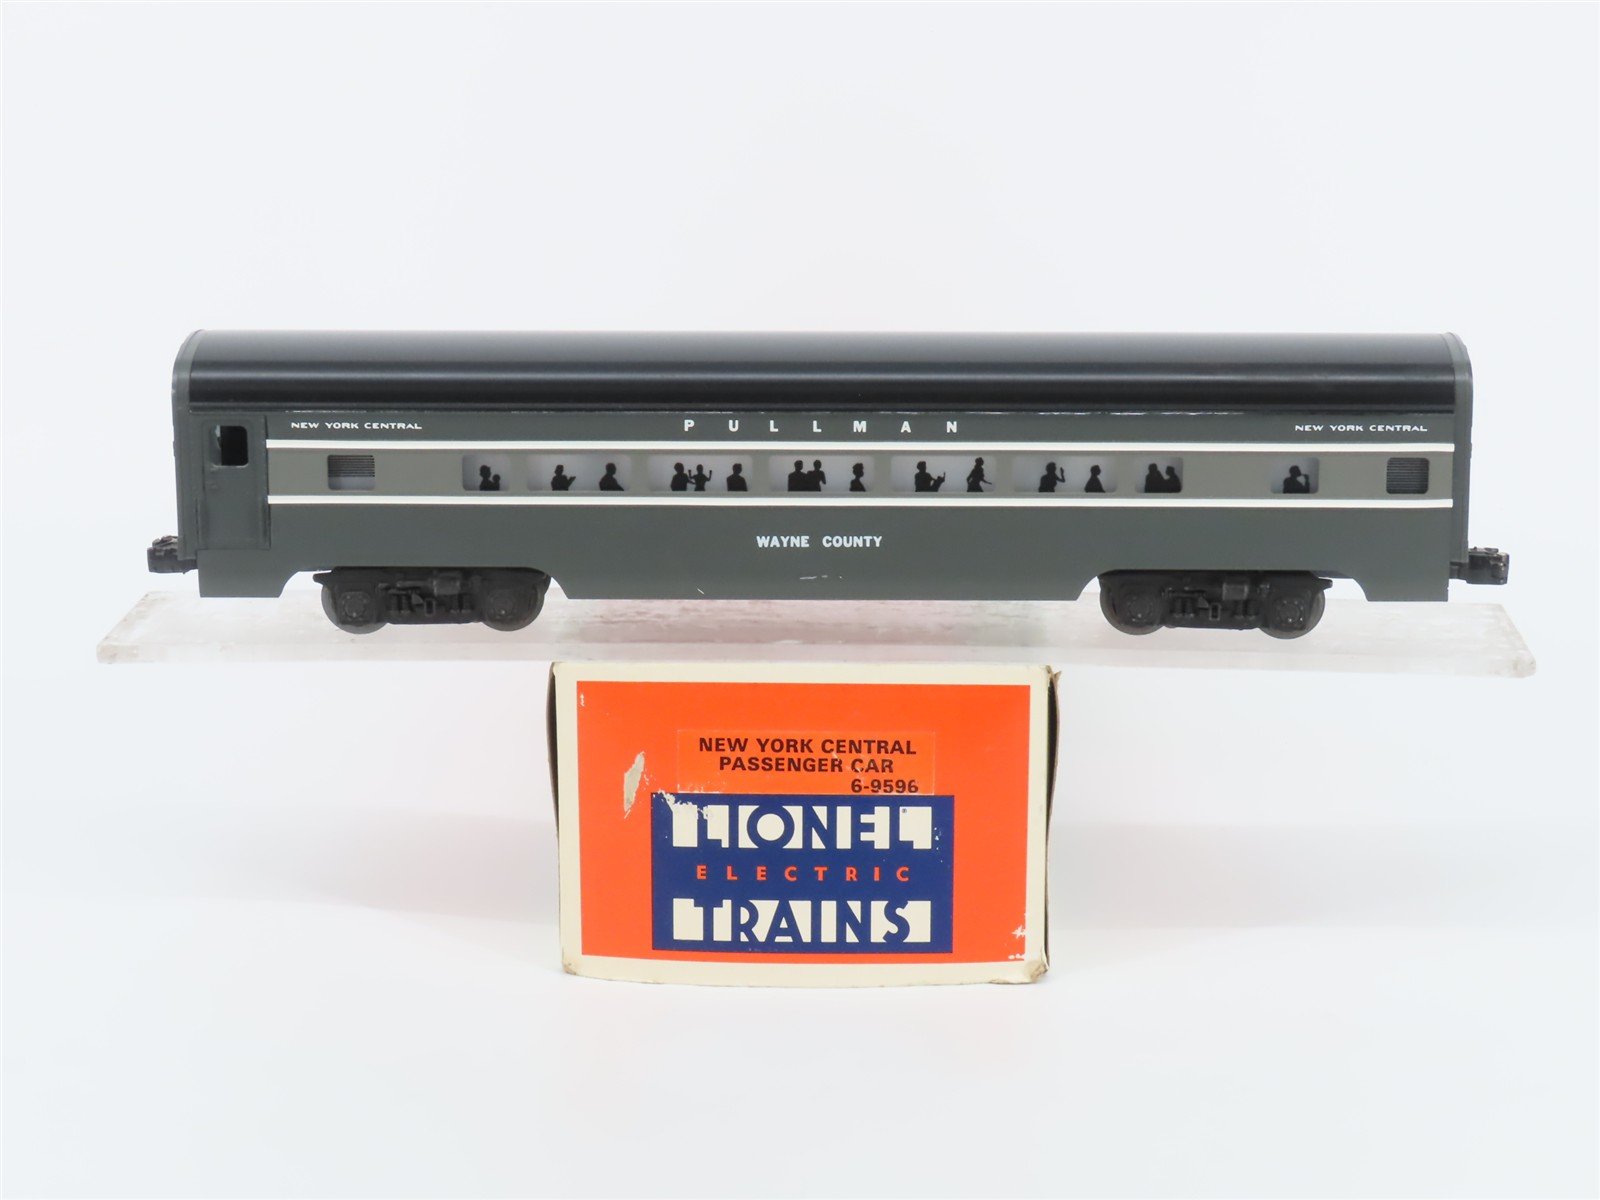 NEW YORK CENTRAL PULLMAN NEW YORK CENTRAL
WAYNE COUNTY
NEW YORK CENTRAL
PASSENGER CAR
6-9596
LIONEL
ELECTRIC
TRAINS